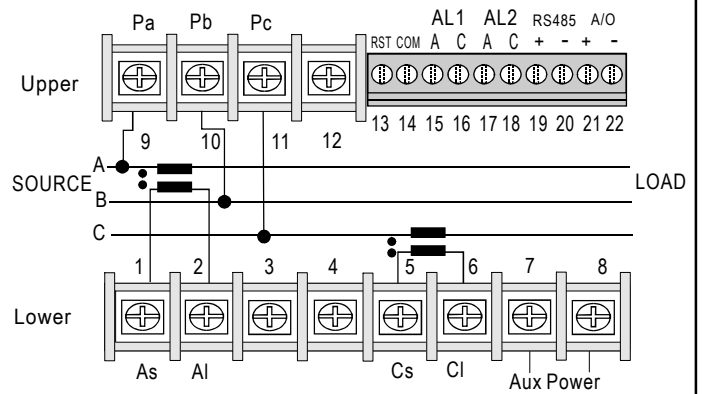 Pa Pb Pc AL1 AL2 RS485 A/O
RST COM A C A C + - + -
Upper
9 10 11 12 13 14 15 16 17 18 19 20 21 22
A
SOURCE LOAD
B
C
1 2 3 4 5 6 7 8
Lower
As Al Cs Cl Aux Power